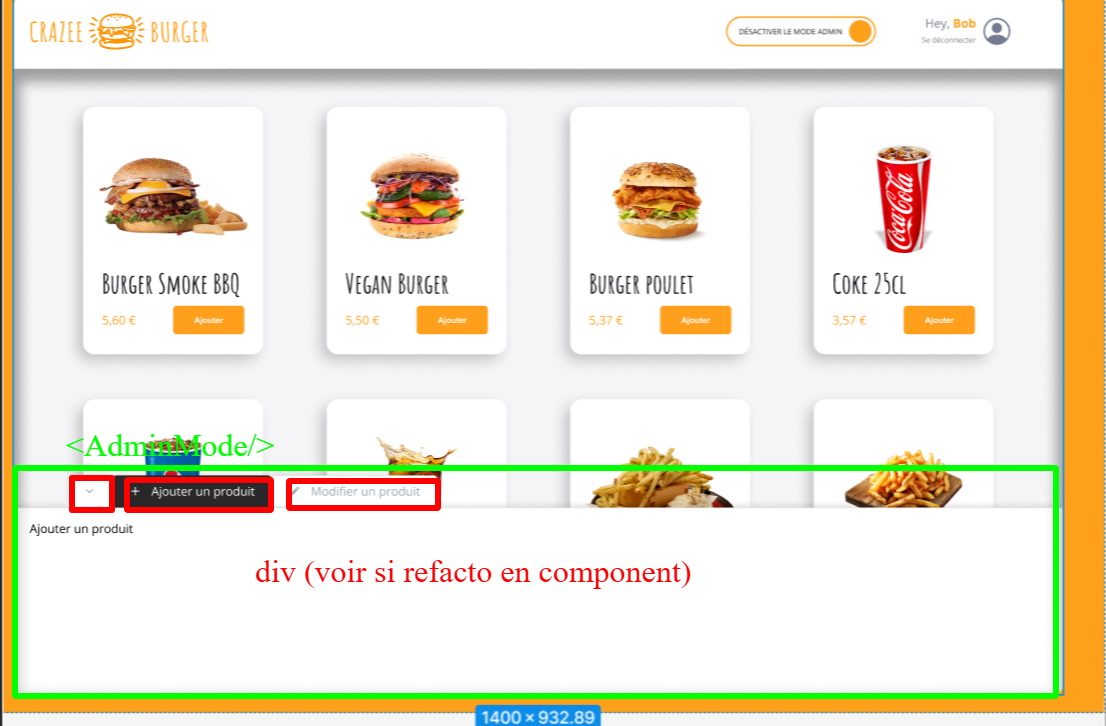 CRAZEE BURGER
DÉSACTIVER LE MODE ADMIN
Hey, Bob
Se déconnecter
BURGER SMOKE BBQ
5,60 €
Ajouter
VEGAN BURGER
5,50 €
Ajouter
BURGER POULET
5,37 €
Ajouter
COKE 25CL
3,57 €
Ajouter
Coca-Cola
<AdminMode/>
+ Ajouter un produit
Modifier un produit
Ajouter un produit
div (voir si refacto en component)
1400 × 932.89